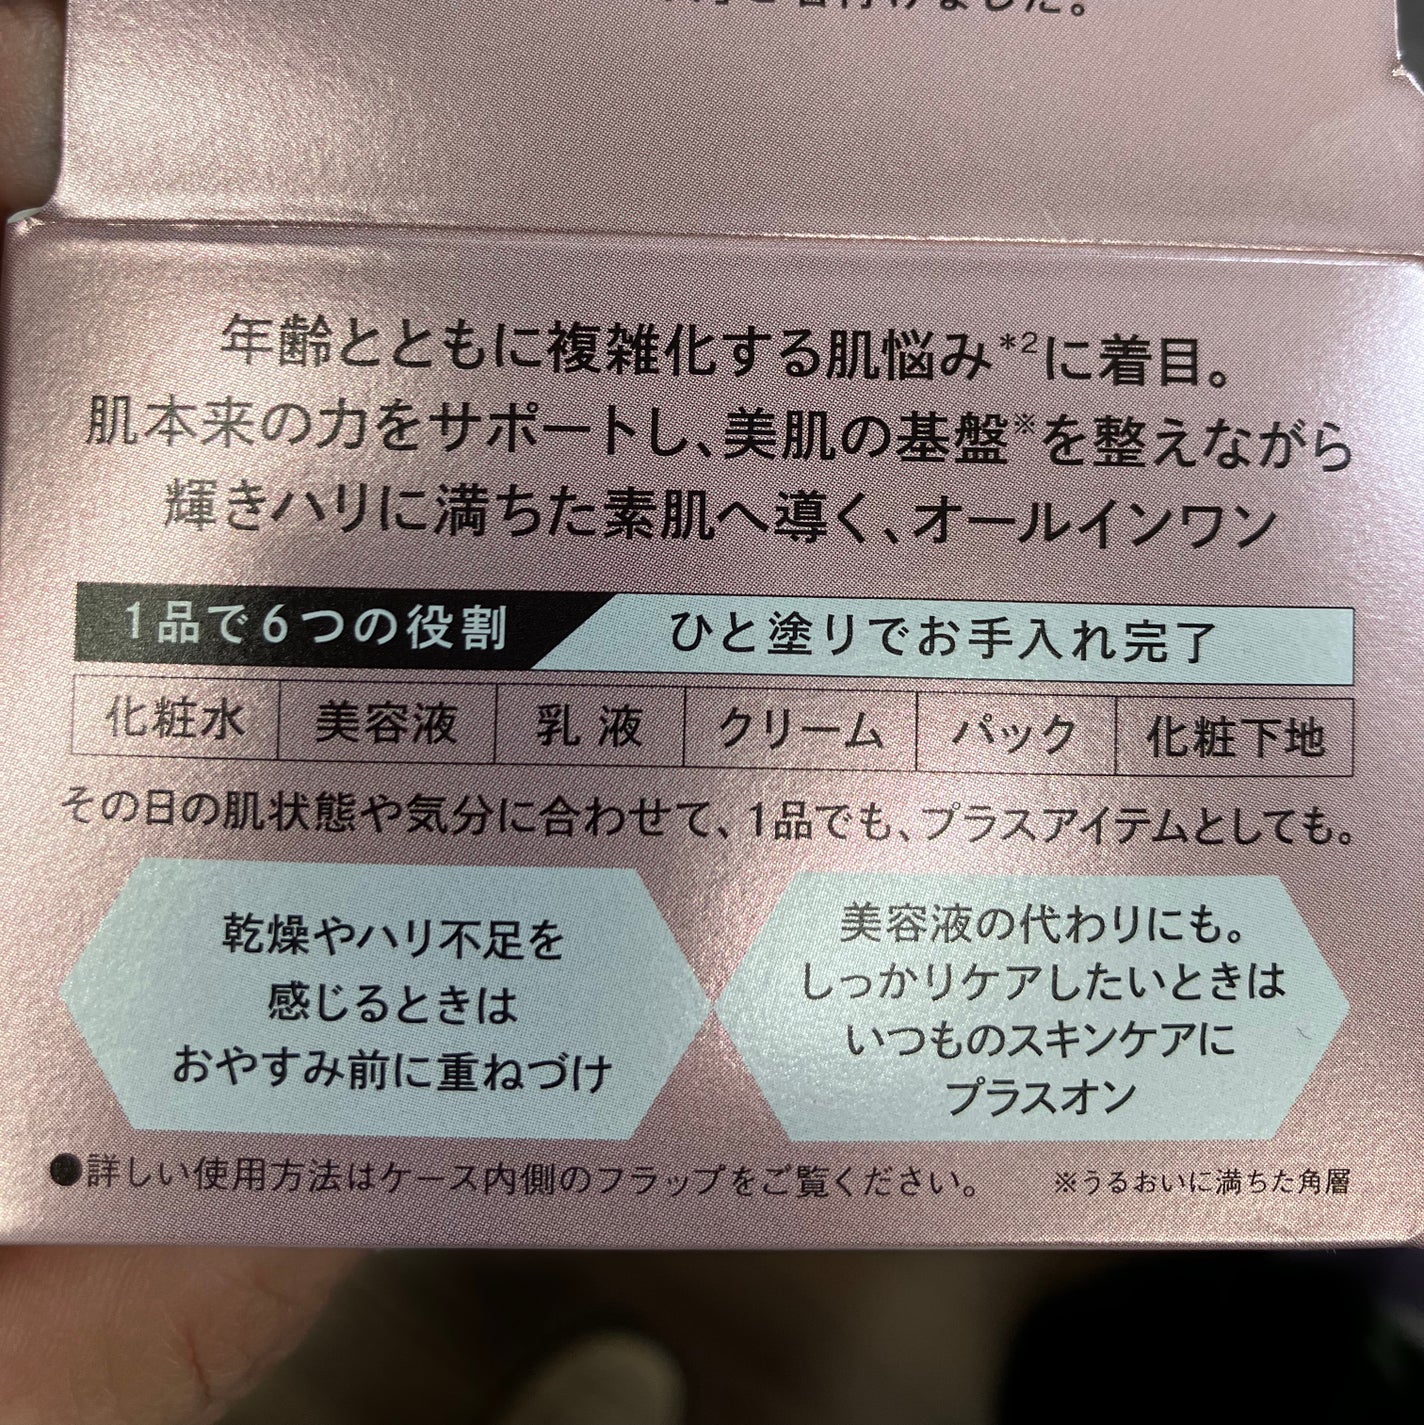 名付けました。
年齢とともに複雑化する肌悩み*2に着目。
肌本来の力をサポートし、美肌の基盤※を整えながら
輝きハリに満ちた素肌へ導く、オールインワン
1品で6つの役割 ひと塗りでお手入れ完了
化粧水 美容液 乳液 クリーム パック 化粧下地
その日の肌状態や気分に合わせて、1品でも、プラスアイテムとしても。
乾燥やハリ不足を
感じるときは
おやすみ前に重ねづけ
美容液の代わりにも。
しっかりケアしたいときは
いつものスキンケアに
プラスオン
●詳しい使用方法はケース内側のフラップをご覧ください。 ※うるおいに満ちた角層